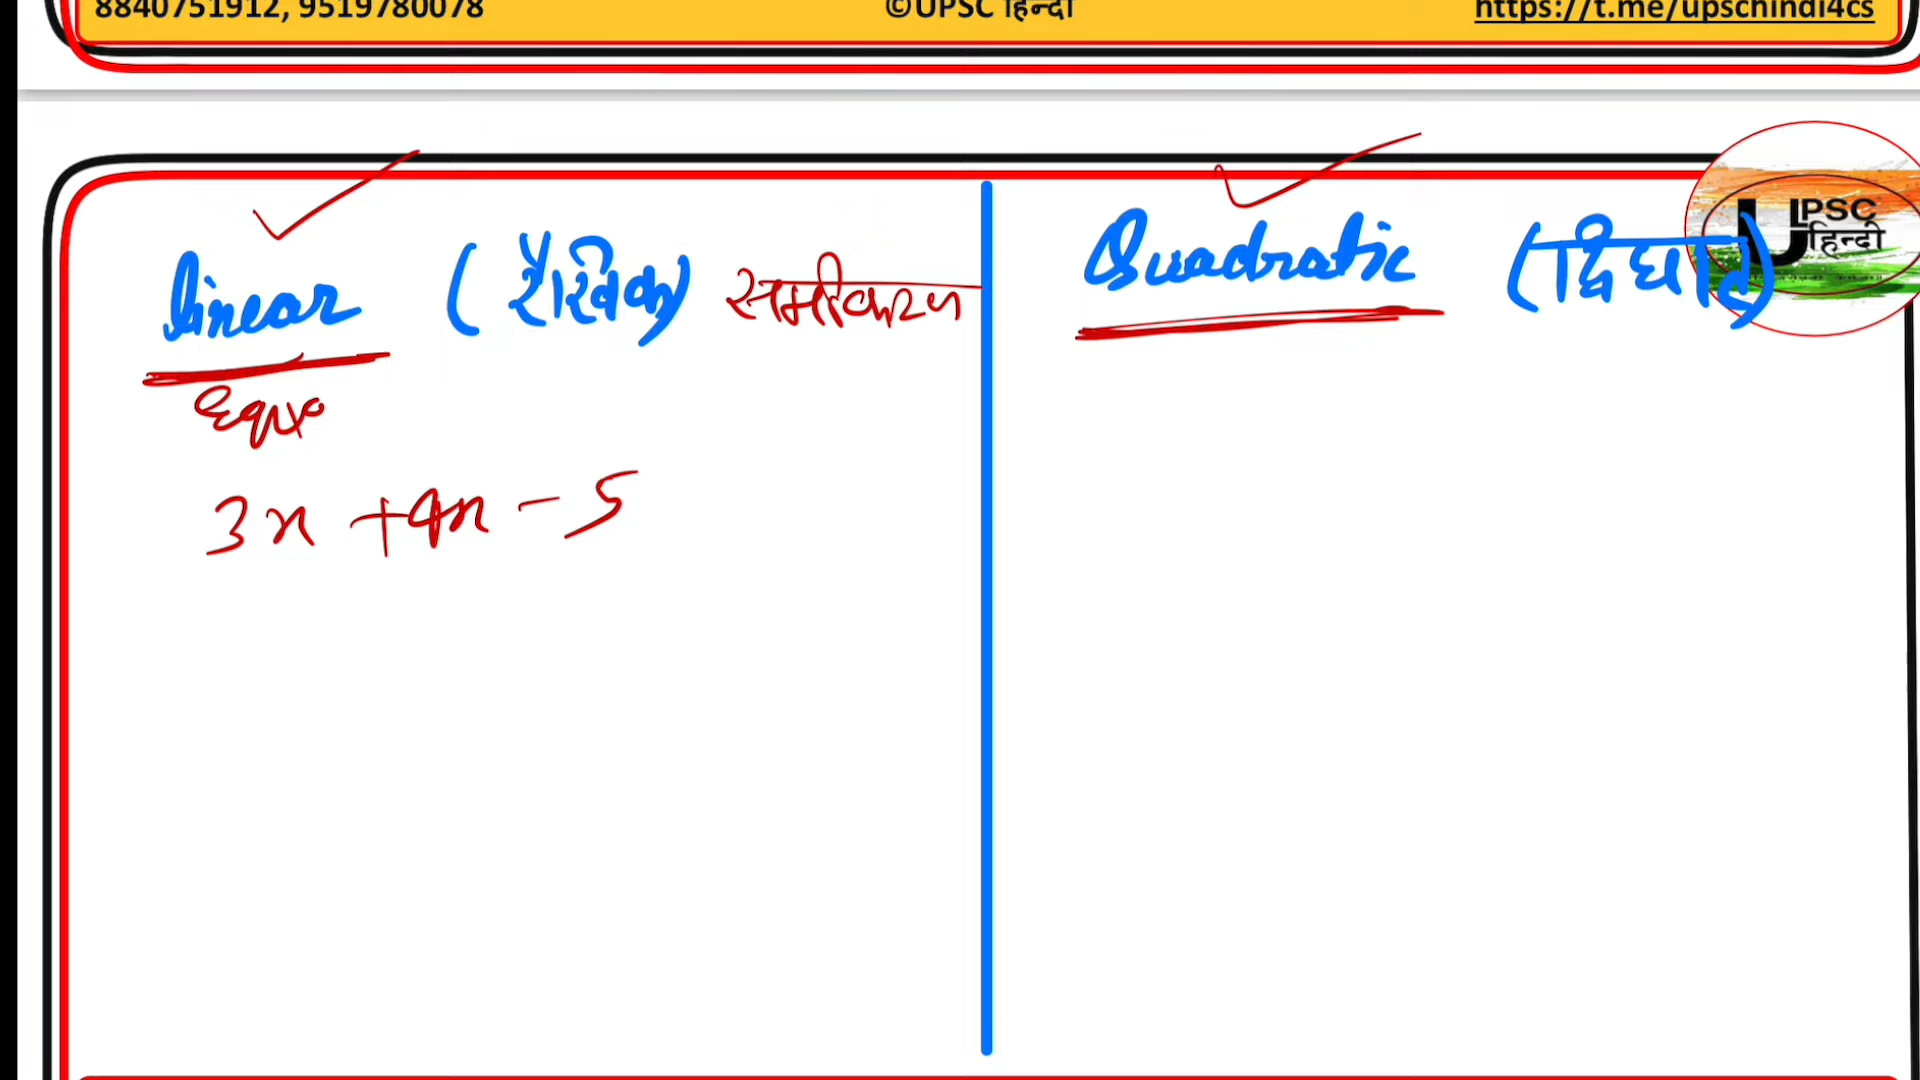 8840751912, 9519780078
©UPSC हिन्दी
https://t.me/upschindi4cs
linear (रैखिक) समीकरण
Eqn
3x + 4x - 5
Quadratic (द्विघात)
UPSC
हिन्दी